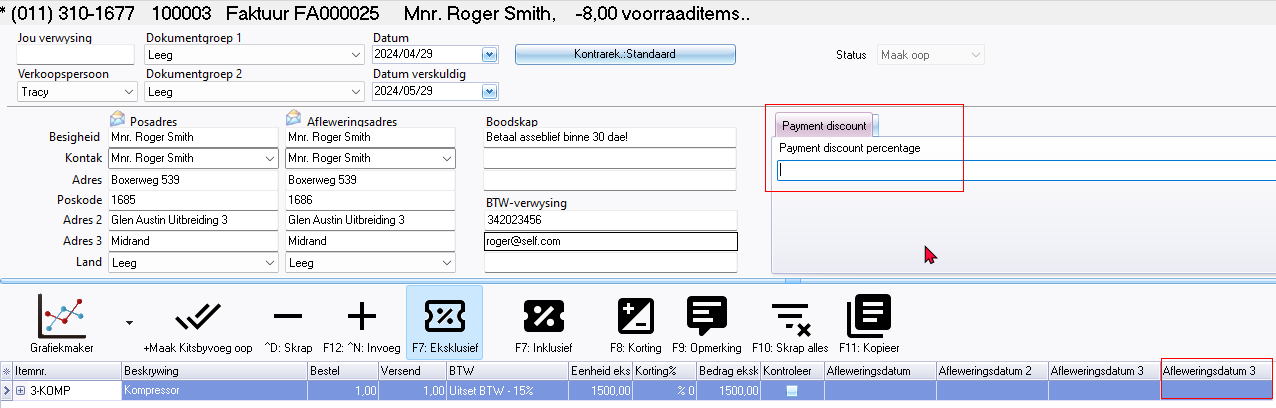 * (011) 310-1677 100003 Faktuur FA000025 Mnr. Roger Smith, -8,00 voorraaditems..
Jou verwysing Dokumentgroep 1 Datum
Leeg 2024/04/29 Kontrarek.:Standaard Status Maak oop
Verkoopspersoon Dokumentgroep 2 Datum verskuldig
Tracy Leeg 2024/05/29
Posadres Afleweringsadres Boodskap Payment discount
Besigheid Mnr. Roger Smith Mnr. Roger Smith Betaal asseblief binne 30 dae! Payment discount percentage
Kontak Mnr. Roger Smith Mnr. Roger Smith
Adres Boxerweg 539 Boxerweg 539
Poskode 1685 1686 BTW-verwysing
Adres 2 Glen Austin Uitbreiding 3 Glen Austin Uitbreiding 3 342023456
Adres 3 Midrand Midrand roger@self.com
Land Leeg Leeg
Grafiekmaker +Maak Kitsbyvoeg oop ^D: Skrap F12: ^N: Invoeg F7: Eksklusief F7: Inklusief F8: Korting F9: Opmerking F10: Skrap alles F11: Kopieer
Itemnr. Beskrywing Bestel Versend BTW Eenheid eks Korting% Bedrag eksk Kontroleer Afleweringsdatum Afleweringsdatum 2 Afleweringsdatum 3 Afleweringsdatum 3
3-KOMP Kompressor 1,00 1,00 Uitset BTW - 15% 1500,00 % 0 1500,00